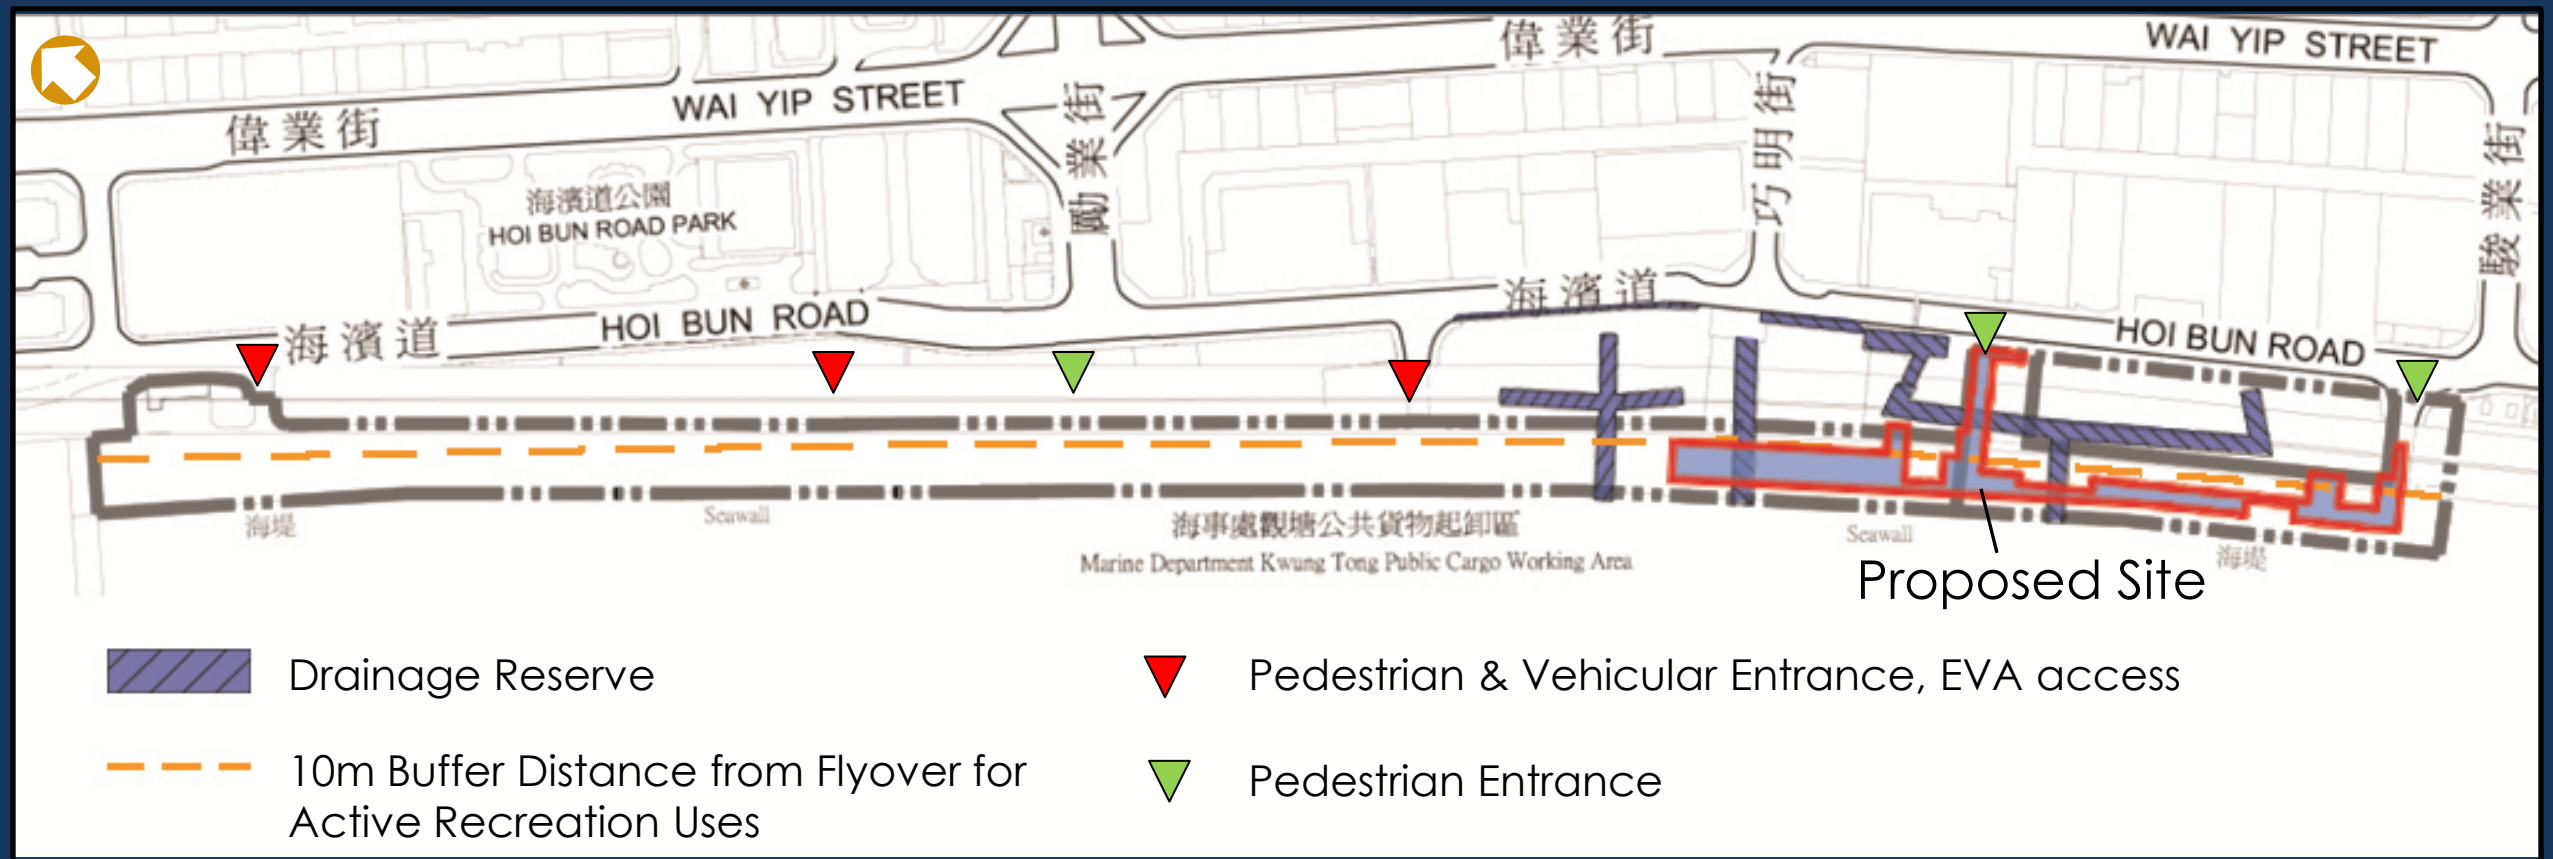 偉業街
WAI YIP STREET
偉業街
WAI YIP STREET
勵業街
巧明街
駿業街
海濱道公園
HOI BUN ROAD PARK
海濱道
HOI BUN ROAD
海濱道
HOI BUN ROAD
海堤
Seawall
海事處觀塘公共貨物起卸區
Marine Department Kwung Tong Public Cargo Working Area
Seawall
海堤
Proposed Site
Drainage Reserve
Pedestrian & Vehicular Entrance, EVA access
10m Buffer Distance from Flyover for
Active Recreation Uses
Pedestrian Entrance